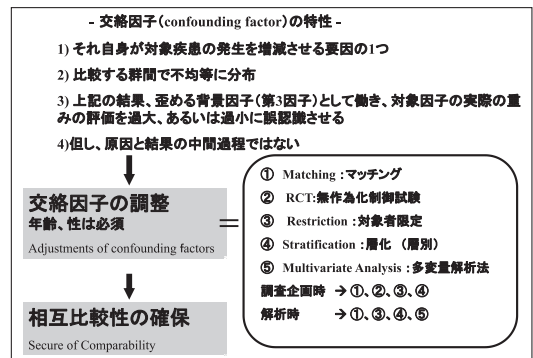 - 交絡因子（confounding factor）の特性 -
1) それ自身が対象疾患の発生を増減させる要因の1つ
2) 比較する群間で不均等に分布
3) 上記の結果、歪める背景因子（第3因子）として働き、対象因子の実際の重
みの評価を過大、あるいは過小に誤認識させる
4)但し、原因と結果の中間過程ではない
交絡因子の調整
年齢、性は必須
Adjustments of confounding factors
＝
① Matching：マッチング
② RCT：無作為化制御試験
③ Restriction：対象者限定
④ Stratification：層化 （層別）
⑤ Multivariate Analysis：多変量解析法
調査企画時 →①、②、③、④
解析時 →①、③、④、⑤
相互比較性の確保
Secure of Comparability